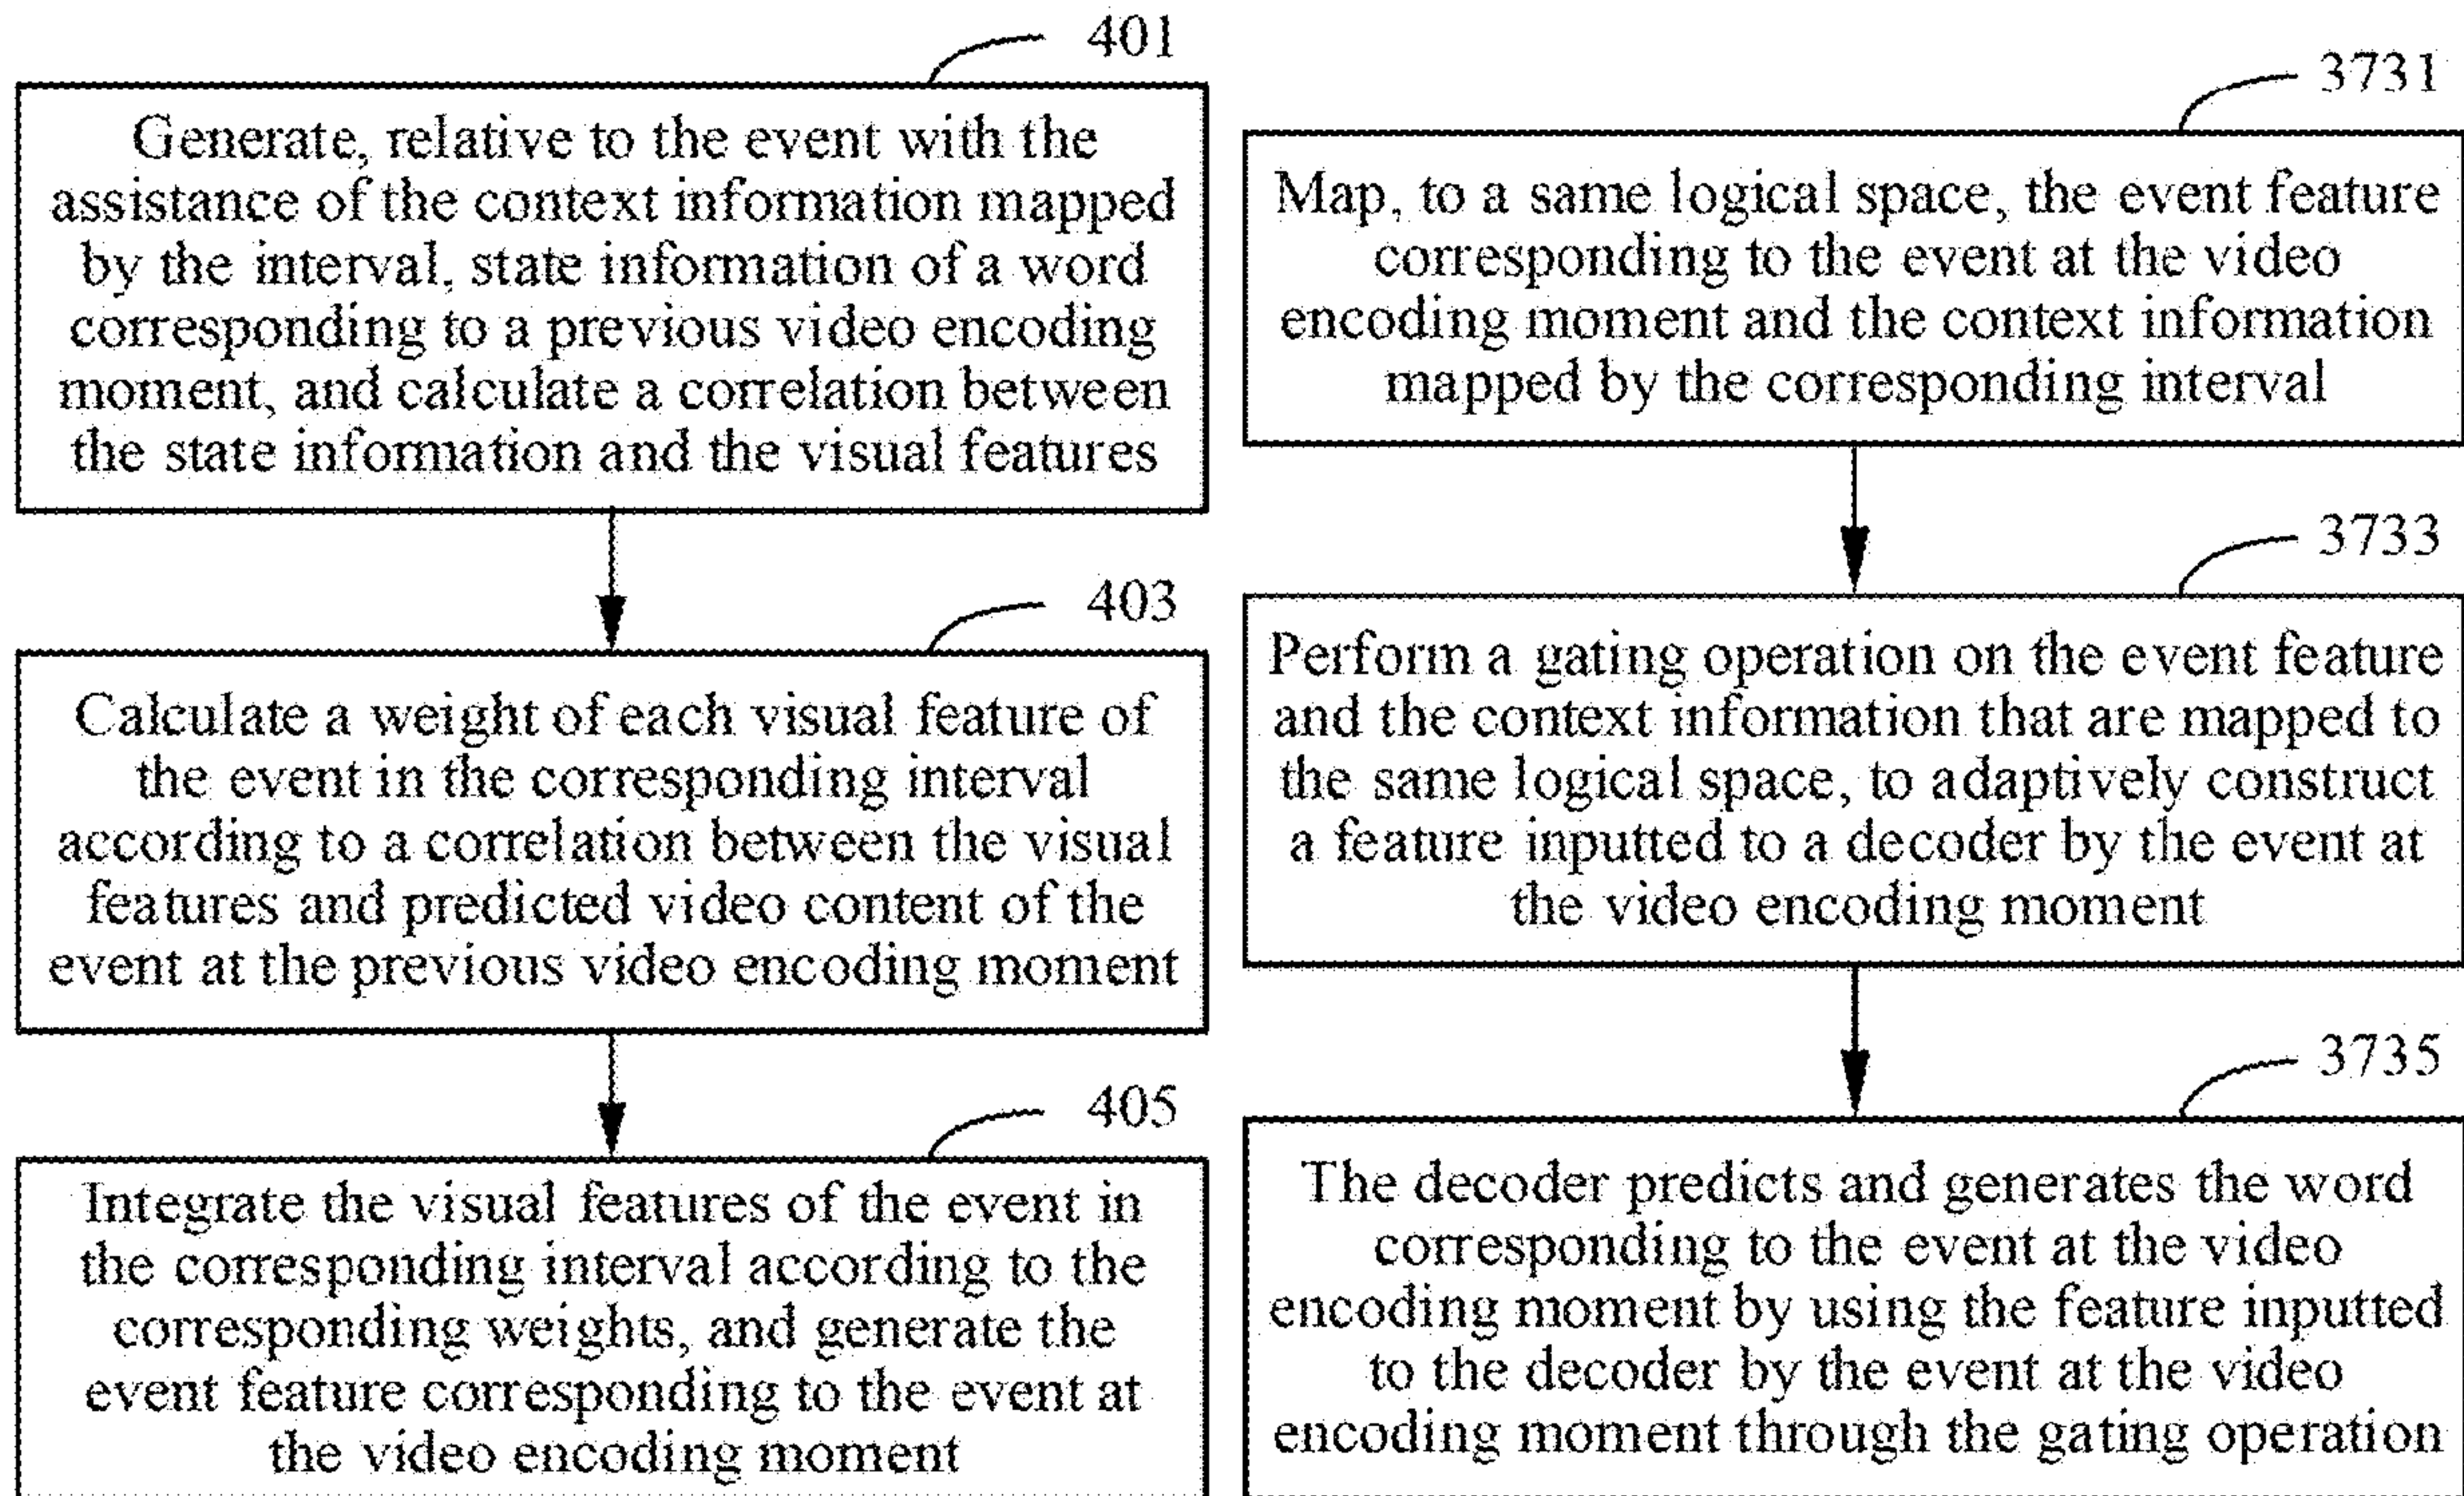 401
Generate, relative to the event with the
assistance of the context information mapped
by the interval, state information of a word
corresponding to a previous video encoding
moment, and calculate a correlation between
the state information and the visual features
403
Calculate a weight of each visual feature of
the event in the corresponding interval
according to a correlation between the visual
features and predicted video content of the
event at the previous video encoding moment
405
Integrate the visual features of the event in
the corresponding interval according to the
corresponding weights, and generate the
event feature corresponding to the event at
the video encoding moment
3731
Map, to a same logical space, the event feature
corresponding to the event at the video
encoding moment and the context information
mapped by the corresponding interval
3733
Perform a gating operation on the event feature
and the context information that are mapped to
the same logical space, to adaptively construct
a feature inputted to a decoder by the event at
the video encoding moment
3735
The decoder predicts and generates the word
corresponding to the event at the video
encoding moment by using the feature inputted
to the decoder by the event at the video
encoding moment through the gating operation